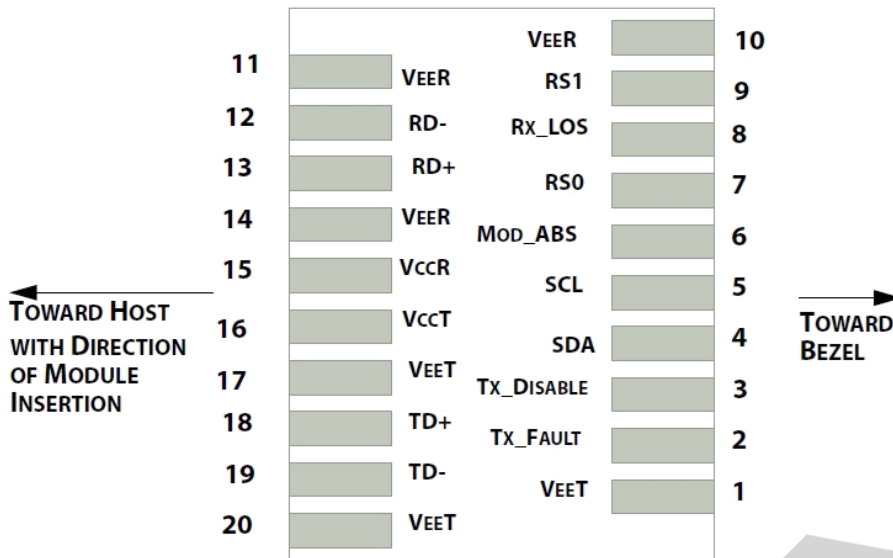 11 VEER
12 RD-
13 RD+
14 VEER
15 VCCR
16 VCCT
17 VEET
18 TD+
19 TD-
20 VEET
VEER 10
RS1 9
RX_LOS 8
RS0 7
MOD_ABS 6
SCL 5
SDA 4
TX_DISABLE 3
TX_FAULT 2
VEET 1
TOWARD HOST
WITH DIRECTION
OF MODULE
INSERTION
TOWARD
BEZEL